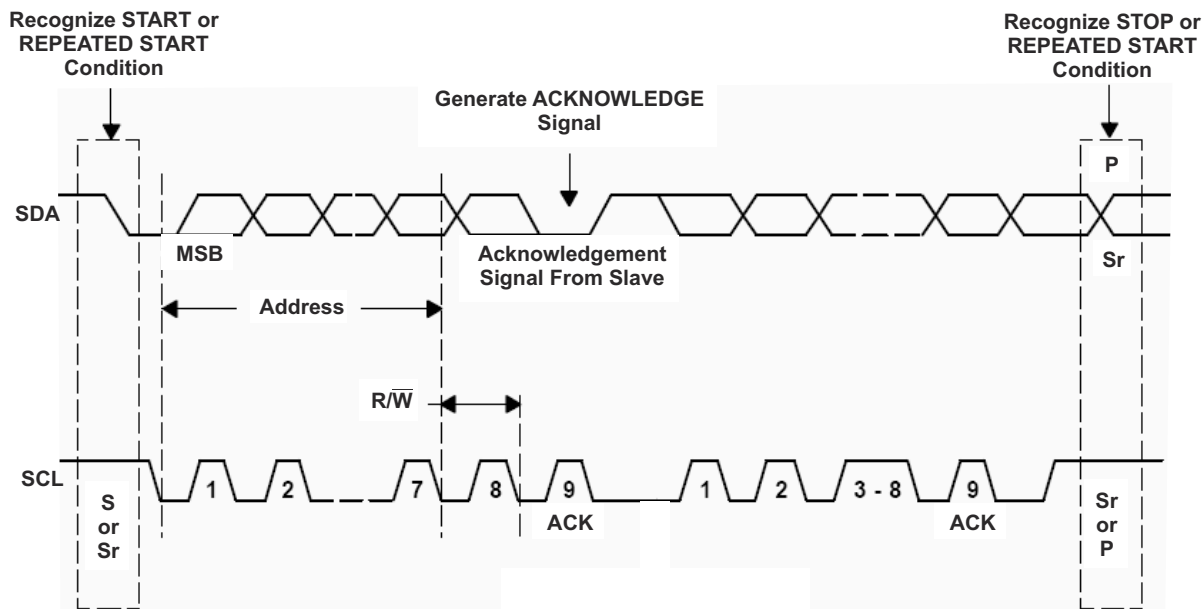 Recognize START or
REPEATED START
Condition
Recognize STOP or
REPEATED START
Condition
Generate ACKNOWLEDGE
Signal
P
SDA
MSB
Acknowledgement
Signal From Slave
Sr
Address
R/W̅
SCL
1
2
7
8
9
1
2
3 - 8
9
S
or
Sr
ACK
ACK
Sr
or
P